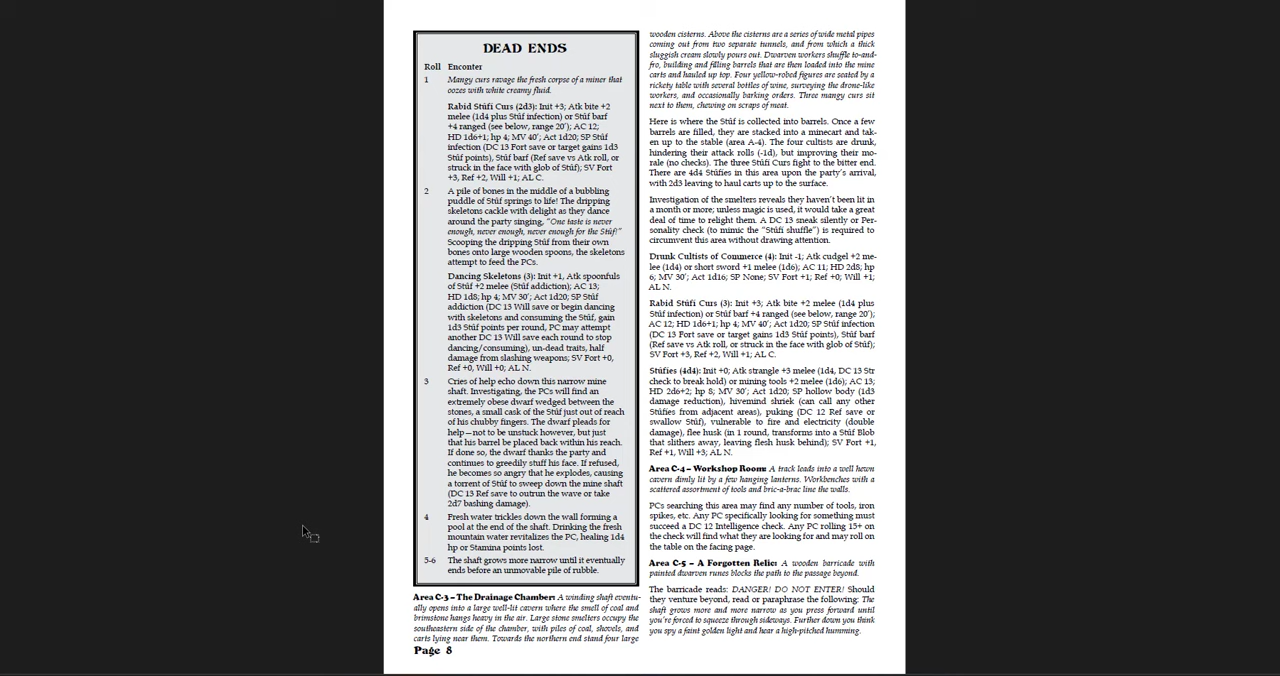 DEAD ENDS
Roll Enconter
1 Mangy curs ravage the fresh corpse of a miner that
oozes with white creamy fluid.
Rabid Stúfi Curs (2d3): Init +3; Atk bite +2
melee (1d4 plus Stúf infection) or Stúf barf
+4 ranged (see below, range 20'); AC 12;
HD 1d6+1; hp 4; MV 40'; Act 1d20; SP Stúf
infection (DC 13 Fort save or target gains 1d3
Stúf points), Stúf barf (Ref save vs Atk roll, or
struck in the face with glob of Stúf); SV Fort
+3, Ref +2, Will +1; AL C.
2 A pile of bones in the middle of a bubbling
puddle of Stúf springs to life! The dripping
skeletons cackle with delight as they dance
around the party singing, "One taste is never
enough, never enough, never enough for the Stúf!"
Scooping the dripping Stúf from their own
bones onto large wooden spoons, the skeletons
attempt to feed the PCs.
Dancing Skeletons (3): Init +1, Atk spoonfuls
of Stúf +2 melee (Stúf addiction); AC 13;
HD 1d8; hp 4; MV 30'; Act 1d20; SP Stúf
addiction (DC 13 Will save or begin dancing
with skeletons and consuming the Stúf, gain
1d3 Stúf points per round, PC may attempt
another DC 13 Will save each round to stop
dancing/consuming), un-dead traits, half
damage from slashing weapons; SV Fort +0,
Ref +0, Will +0; AL N.
3 Cries of help echo down this narrow mine
shaft. Investigating, the PCs will find an
extremely obese dwarf wedged between the
stones, a small cask of the Stúf just out of reach
of his chubby fingers. The dwarf pleads for
help—not to be unstuck however, but just
that his barrel be placed back within his reach.
If done so, the dwarf thanks the party and
continues to greedily stuff his face. If refused,
he becomes so angry that he explodes, causing
a torrent of Stúf to sweep down the mine shaft
(DC 13 Ref save to outrun the wave or take
2d7 bashing damage).
4 Fresh water trickles down the wall forming a
pool at the end of the shaft. Drinking the fresh
mountain water revitalizes the PC, healing 1d4
hp or Stamina points lost.
5-6 The shaft grows more narrow until it eventually
ends before an unmovable pile of rubble.
Area C-3 – The Drainage Chamber: A winding shaft eventu-
ally opens into a large well-lit cavern where the smell of coal and
brimstone hangs heavy in the air. Large stone smelters occupy the
southeastern side of the chamber, with piles of coal, shovels, and
carts lying near them. Towards the northern end stand four large
Page 8
wooden cisterns. Above the cisterns are a series of wide metal pipes
coming out from two separate tunnels, and from which a thick
sluggish cream slowly pours out. Dwarven workers shuffle to-and-
fro, building and filling barrels that are then loaded into the mine
carts and hauled up top. Four yellow-robed figures are seated by a
rickety table with several bottles of wine, surveying the drone-like
workers, and occasionally barking orders. Three mangy curs sit
next to them, chewing on scraps of meat.
Here is where the Stúf is collected into barrels. Once a few
barrels are filled, they are stacked into a minecart and tak-
en up to the stable (area A-4). The four cultists are drunk,
hindering their attack rolls (-1d), but improving their mo-
rale (no checks). The three Stúfi Curs fight to the bitter end.
There are 4d4 Stúfies in this area upon the party's arrival,
with 2d3 leaving to haul carts up to the surface.
Investigation of the smelters reveals they haven't been lit in
a month or more; unless magic is used, it would take a great
deal of time to relight them. A DC 13 sneak silently or Per-
sonality check (to mimic the "Stúfi shuffle") is required to
circumvent this area without drawing attention.
Drunk Cultists of Commerce (4): Init -1; Atk cudgel +2 me-
lee (1d4) or short sword +1 melee (1d6); AC 11; HD 2d8; hp
6; MV 30'; Act 1d16; SP None; SV Fort +1; Ref +0; Will +1;
AL N.
Rabid Stúfi Curs (3): Init +3; Atk bite +2 melee (1d4 plus
Stúf infection) or Stúf barf +4 ranged (see below, range 20');
AC 12; HD 1d6+1; hp 4; MV 40'; Act 1d20; SP Stúf infection
(DC 13 Fort save or target gains 1d3 Stúf points), Stúf barf
(Ref save vs Atk roll, or struck in the face with glob of Stúf);
SV Fort +3, Ref +2, Will +1; AL C.
Stúfies (4d4): Init +0; Atk strangle +3 melee (1d4, DC 13 Str
check to break hold) or mining tools +2 melee (1d6); AC 13;
HD 2d6+2; hp 8; MV 30'; Act 1d20; SP hollow body (1d3
damage reduction), hivemind shriek (can call any other
Stúfies from adjacent areas), puking (DC 12 Ref save or
swallow Stúf), vulnerable to fire and electricity (double
damage), flee husk (in 1 round, transforms into a Stúf Blob
that slithers away, leaving flesh husk behind); SV Fort +1,
Ref +1, Will +3; AL N.
Area C-4 – Workshop Room: A track leads into a well hewn
cavern dimly lit by a few hanging lanterns. Workbenches with a
scattered assortment of tools and bric-a-brac line the walls.
PCs searching this area may find any number of tools, iron
spikes, etc. Any PC specifically looking for something must
succeed a DC 12 Intelligence check. Any PC rolling 15+ on
the check will find what they are looking for and may roll on
the table on the facing page.
Area C-5 – A Forgotten Relic: A wooden barricade with
painted dwarven runes blocks the path to the passage beyond.
The barricade reads: DANGER! DO NOT ENTER! Should
they venture beyond, read or paraphrase the following: The
shaft grows more and more narrow as you press forward until
you're forced to squeeze through sideways. Further down you think
you spy a faint golden light and hear a high-pitched humming.